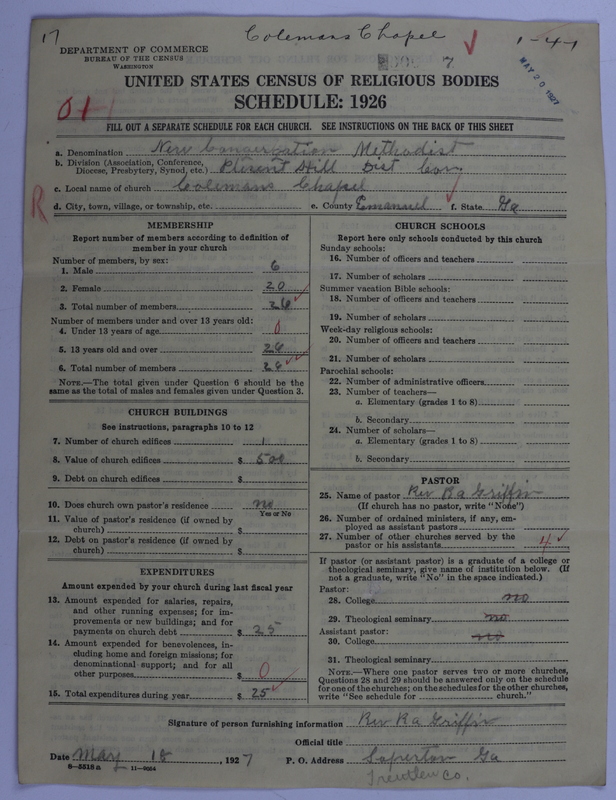 17
Colemans Chapel
1-4-1
DEPARTMENT OF COMMERCE
BUREAU OF THE CENSUS
WASHINGTON
7
MAY 20 1927
UNITED STATES CENSUS OF RELIGIOUS BODIES
SCHEDULE: 1926
FILL OUT A SEPARATE SCHEDULE FOR EACH CHURCH. SEE INSTRUCTIONS ON THE BACK OF THIS SHEET
a. Denomination New Congercation Methodist
b. Division (Association, Conference, Diocese, Presbytery, Synod, etc.) Plesent Hill Dist Con
c. Local name of church Colemans Chapel
R
d. City, town, village, or township, etc. e. County Emanuel f. State Ga
MEMBERSHIP
Report number of members according to definition of
member in your church
Number of members, by sex:
1. Male 6
2. Female 20
3. Total number of members 26
Number of members under and over 13 years old:
4. Under 13 years of age 0
5. 13 years old and over 26
6. Total number of members 26
NOTE.—The total given under Question 6 should be the
same as the total of males and females given under Question 3.
CHURCH BUILDINGS
See instructions, paragraphs 10 to 12
7. Number of church edifices 1
8. Value of church edifices $ 500
9. Debt on church edifices $
10. Does church own pastor's residence no
Yes or No
11. Value of pastor's residence (if owned by
church) $
12. Debt on pastor's residence (if owned by
church) $
EXPENDITURES
Amount expended by your church during last fiscal year
13. Amount expended for salaries, repairs,
and other running expenses; for im-
provements or new buildings; and for
payments on church debt $ 25
14. Amount expended for benevolences, in-
cluding home and foreign missions; for
denominational support; and for all
other purposes $ 0
15. Total expenditures during year $ 25
CHURCH SCHOOLS
Report here only schools conducted by this church
Sunday schools:
16. Number of officers and teachers
17. Number of scholars
Summer vacation Bible schools:
18. Number of officers and teachers
19. Number of scholars
Week-day religious schools:
20. Number of officers and teachers
21. Number of scholars
Parochial schools:
22. Number of administrative officers
23. Number of teachers—
a. Elementary (grades 1 to 8)
b. Secondary
24. Number of scholars—
a. Elementary (grades 1 to 8)
b. Secondary
PASTOR
25. Name of pastor Rev R a Griffin
(If church has no pastor, write "None")
26. Number of ordained ministers, if any, em-
ployed as assistant pastors
27. Number of other churches served by the
pastor or his assistants 4
If pastor (or assistant pastor) is a graduate of a college or
theological seminary, give name of institution below. (If
not a graduate, write "No" in the space indicated.)
Pastor:
28. College no
29. Theological seminary no
Assistant pastor:
30. College no
31. Theological seminary
NOTE.—Where one pastor serves two or more churches,
Questions 28 and 29 should be answered only on the schedule
for one of the churches; on the schedules for the other churches,
write "See schedule for church."
Signature of person furnishing information Rev R a Griffin
Official title
Date May 18, 1927 P. O. Address Soperton Ga
8—5518 a 11—9054
Treutlen Co.